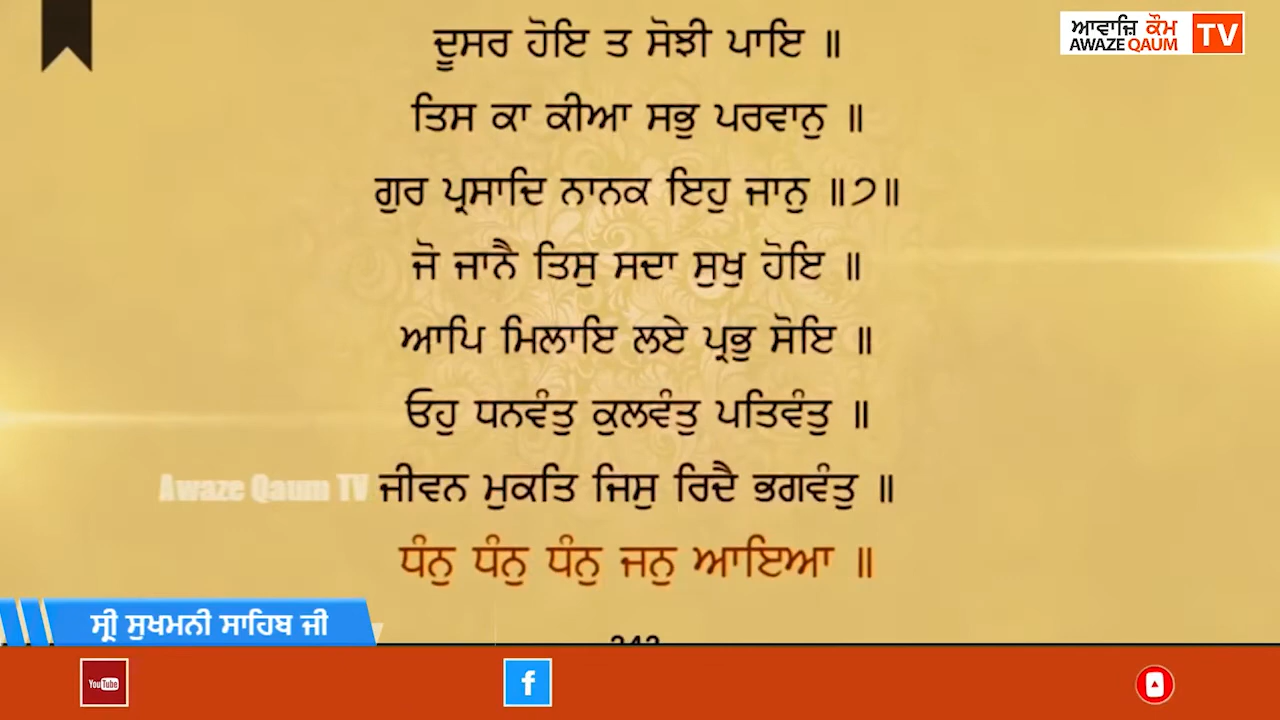 ਆਵਾਜ਼ਿ ਕੌਮ
AWAZE QAUM TV
ਦੂਸਰ ਹੋਇ ਤ ਸੋਝੀ ਪਾਇ ॥
ਤਿਸ ਕਾ ਕੀਆ ਸਭੁ ਪਰਵਾਨੁ ॥
ਗੁਰ ਪ੍ਰਸਾਦਿ ਨਾਨਕ ਇਹੁ ਜਾਨੁ ॥੭॥
ਜੋ ਜਾਨੈ ਤਿਸੁ ਸਦਾ ਸੁਖੁ ਹੋਇ ॥
ਆਪਿ ਮਿਲਾਇ ਲਏ ਪ੍ਰਭੁ ਸੋਇ ॥
ਓਹੁ ਧਨਵੰਤੁ ਕੁਲਵੰਤੁ ਪਤਿਵੰਤੁ ॥
Awaze Qaum TV
ਜੀਵਨ ਮੁਕਤਿ ਜਿਸੁ ਰਿਦੈ ਭਗਵੰਤੁ ॥
ਧੰਨੁ ਧੰਨੁ ਧੰਨੁ ਜਨੁ ਆਇਆ ॥
ਸ੍ਰੀ ਸੁਖਮਨੀ ਸਾਹਿਬ ਜੀ
YouTube